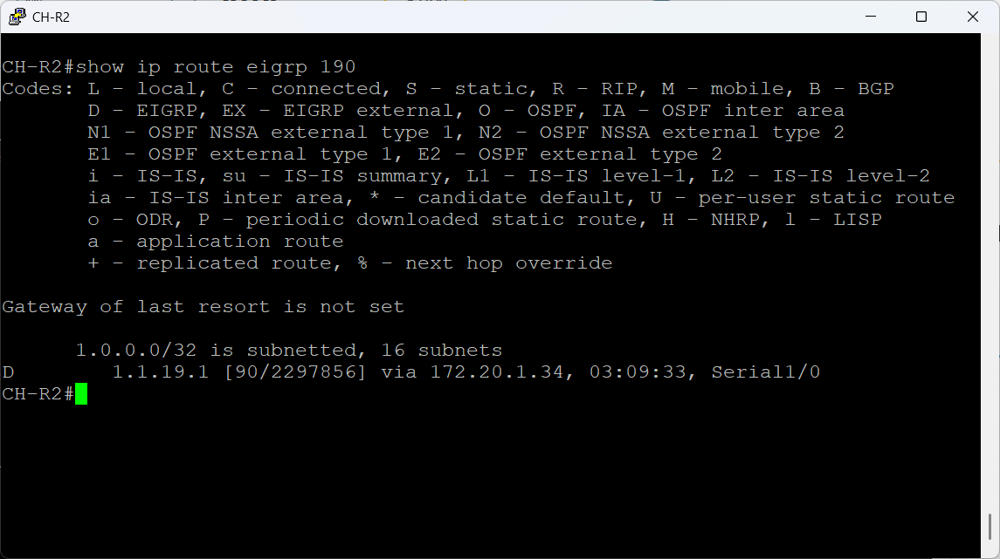 CH-R2
CH-R2#show ip route eigrp 190
Codes: L - local, C - connected, S - static, R - RIP, M - mobile, B - BGP
       D - EIGRP, EX - EIGRP external, O - OSPF, IA - OSPF inter area
       N1 - OSPF NSSA external type 1, N2 - OSPF NSSA external type 2
       E1 - OSPF external type 1, E2 - OSPF external type 2
       i - IS-IS, su - IS-IS summary, L1 - IS-IS level-1, L2 - IS-IS level-2
       ia - IS-IS inter area, * - candidate default, U - per-user static route
       o - ODR, P - periodic downloaded static route, H - NHRP, l - LISP
       a - application route
       + - replicated route, % - next hop override
Gateway of last resort is not set
      1.0.0.0/32 is subnetted, 16 subnets
D        1.1.19.1 [90/2297856] via 172.20.1.34, 03:09:33, Serial1/0
CH-R2#